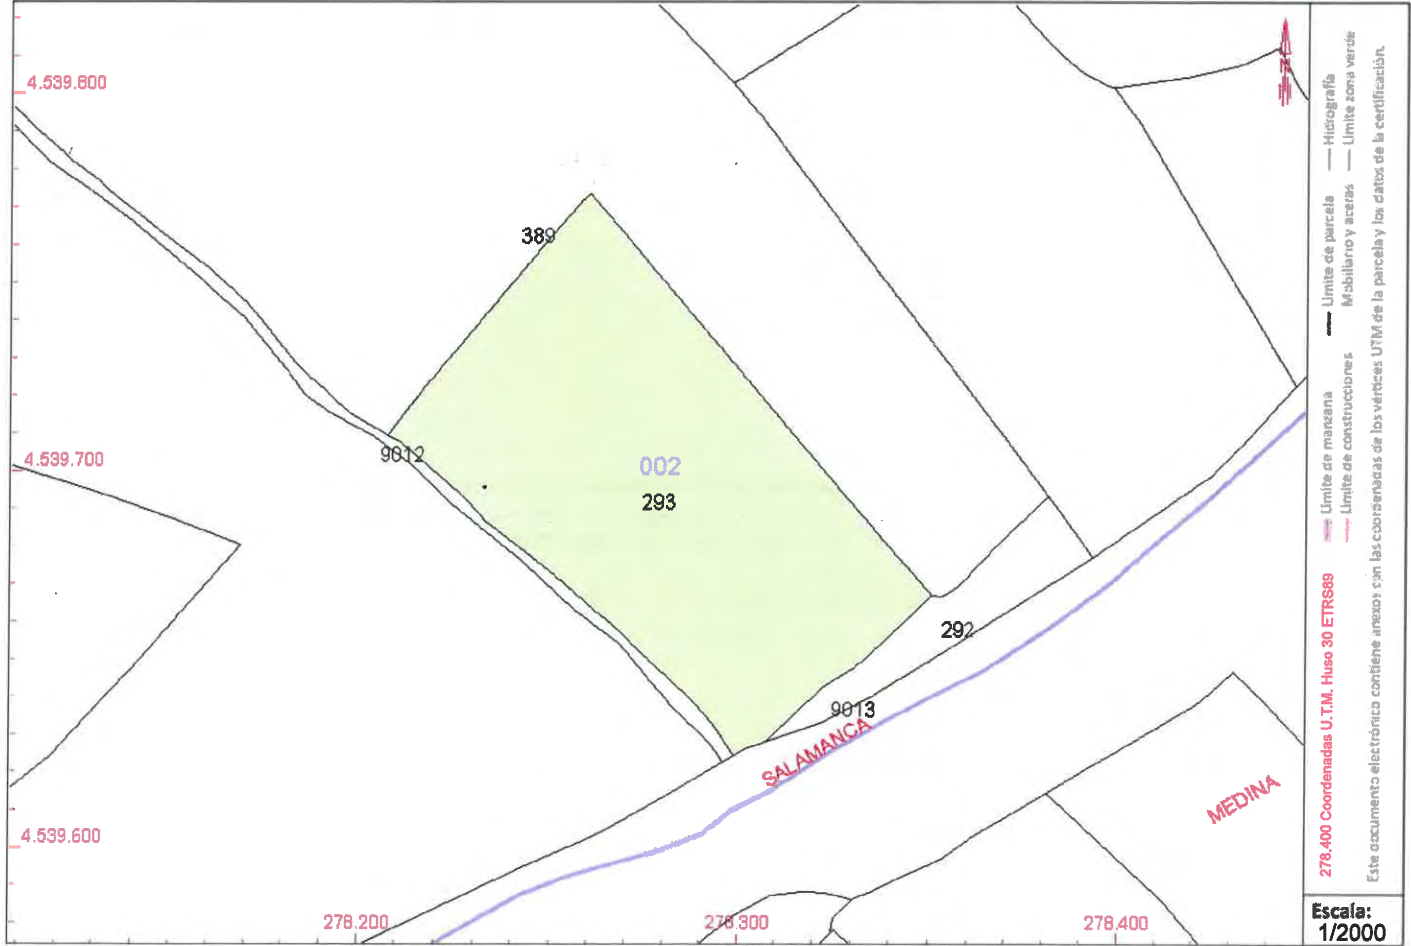 4.539.800
389
9012
4.539.700
002
293
292
9013
SALAMANCA
MEDINA
4.539.600
278.200
278.300
278.400
278.400 Coordenadas U.T.M. Huso 30 ETRS89
Límite de manzana
Límite de parcela
Hidrografía
Límite de construcciones
Mobiliario y aceras
Límite zona verde
Este documento electrónico contiene anexos con las coordenadas de los vértices UTM de la parcela y los datos de la certificación.
Escala:
1/2000